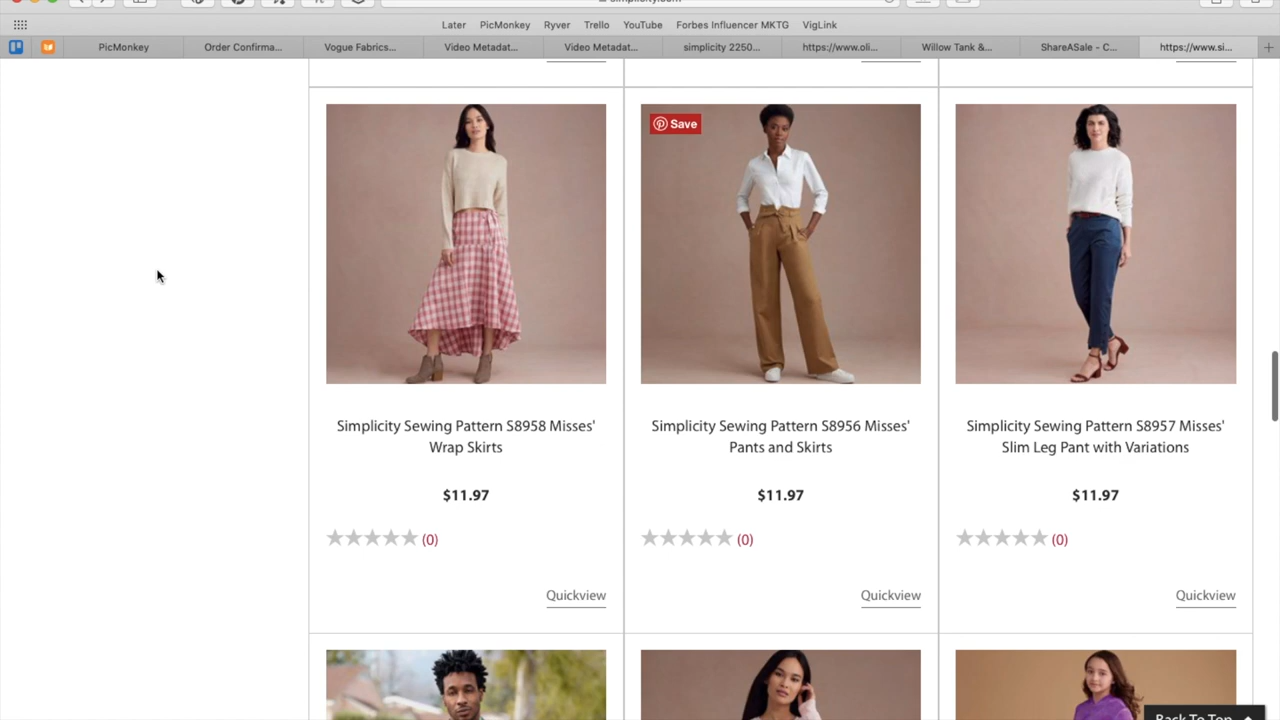 simplicity.com
Later PicMonkey Ryver Trello YouTube Forbes Influencer MKTG VigLink
PicMonkey Order Confirma... Vogue Fabrics... Video Metadat... Video Metadat... simplicity 2250... https://www.oli... Willow Tank &... ShareASale - C... https://www.si... +
Save
Simplicity Sewing Pattern S8958 Misses'
Wrap Skirts
$11.97
(0)
Quickview
Simplicity Sewing Pattern S8956 Misses'
Pants and Skirts
$11.97
(0)
Quickview
Simplicity Sewing Pattern S8957 Misses'
Slim Leg Pant with Variations
$11.97
(0)
Quickview
Back To Top